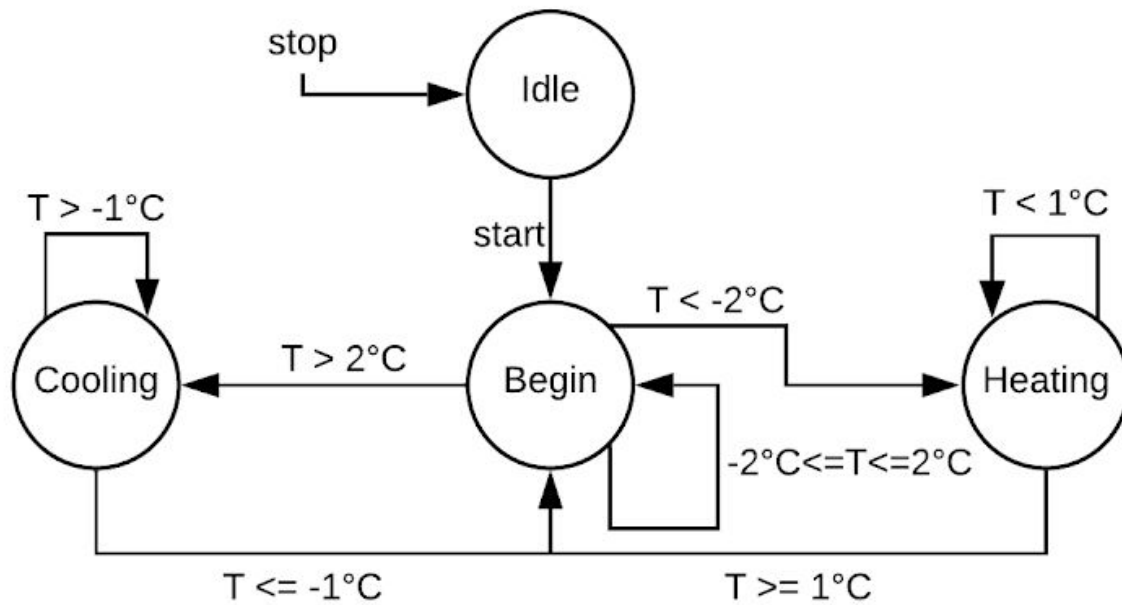 stop
Idle
T > -1°C
T < 1°C
start
T < -2°C
T > 2°C
Cooling
Begin
Heating
-2°C<=T<=2°C
T <= -1°C
T >= 1°C